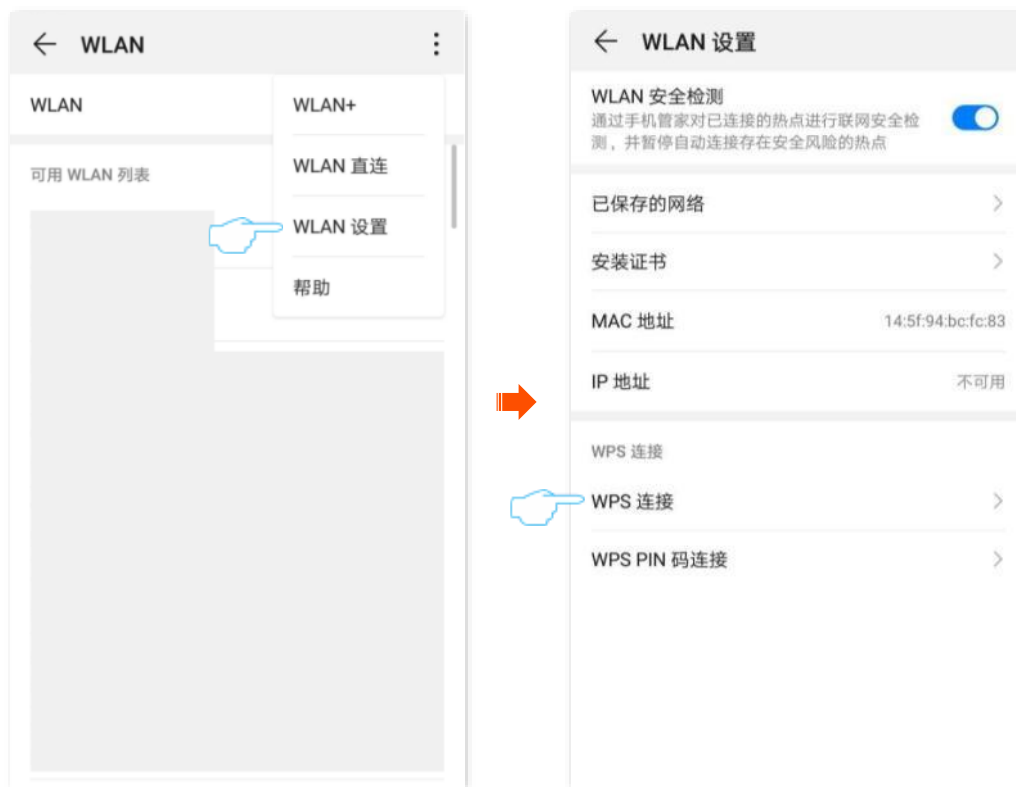 WLAN
WLAN
WLAN+
WLAN 直连
可用 WLAN 列表
WLAN 设置
帮助
WLAN 设置
WLAN 安全检测
通过手机管家对已连接的热点进行联网安全检
测，并暂停自动连接存在安全风险的热点
已保存的网络
安装证书
MAC 地址 14:5f:94:bc:fc:83
IP 地址 不可用
WPS 连接
WPS 连接
WPS PIN 码连接